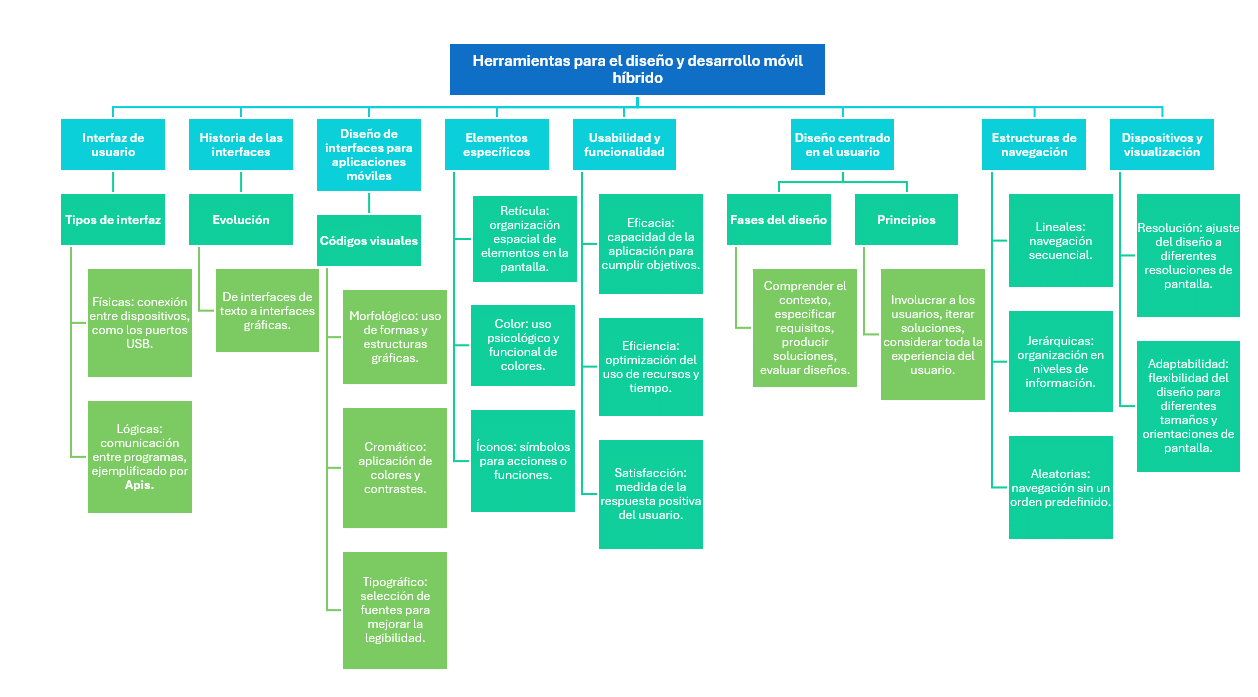 Herramientas para el diseño y desarrollo móvil
híbrido
Interfaz de
usuario
Tipos de interfaz
Físicas: conexión
entre dispositivos,
como los puertos
USB.
Lógicas:
comunicación
entre programas,
ejemplificado por
Apis.
Historia de las
interfaces
Evolución
De interfaces de
texto a interfaces
gráficas.
Diseño de
interfaces para
aplicaciones
móviles
Códigos visuales
Morfológico: uso
de formas y
estructuras
gráficas.
Cromático:
aplicación de
colores y
contrastes.
Tipográfico:
selección de
fuentes para
mejorar la
legibilidad.
Elementos
específicos
Retícula:
organización
espacial de
elementos en la
pantalla.
Color: uso
psicológico y
funcional de
colores.
Íconos: símbolos
para acciones o
funciones.
Usabilidad y
funcionalidad
Eficacia:
capacidad de la
aplicación para
cumplir objetivos.
Eficiencia:
optimización del
uso de recursos y
tiempo.
Satisfacción:
medida de la
respuesta positiva
del usuario.
Diseño centrado
en el usuario
Fases del diseño
Comprender el
contexto,
especificar
requisitos,
producir
soluciones,
evaluar diseños.
Principios
Involucrar a los
usuarios, iterar
soluciones,
considerar toda la
experiencia del
usuario.
Estructuras de
navegación
Lineales:
navegación
secuencial.
Jerárquicas:
organización en
niveles de
información.
Aleatorias:
navegación sin un
orden predefinido.
Dispositivos y
visualización
Resolución: ajuste
del diseño a
diferentes
resoluciones de
pantalla.
Adaptabilidad:
flexibilidad del
diseño para
diferentes
tamaños y
orientaciones de
pantalla.